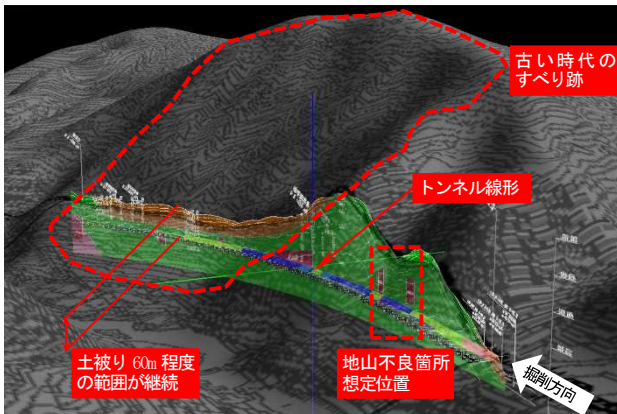 古い時代の
すべり跡
トンネル線形
土被り 60m 程度
の範囲が継続
地山不良箇所
想定位置
掘削方向